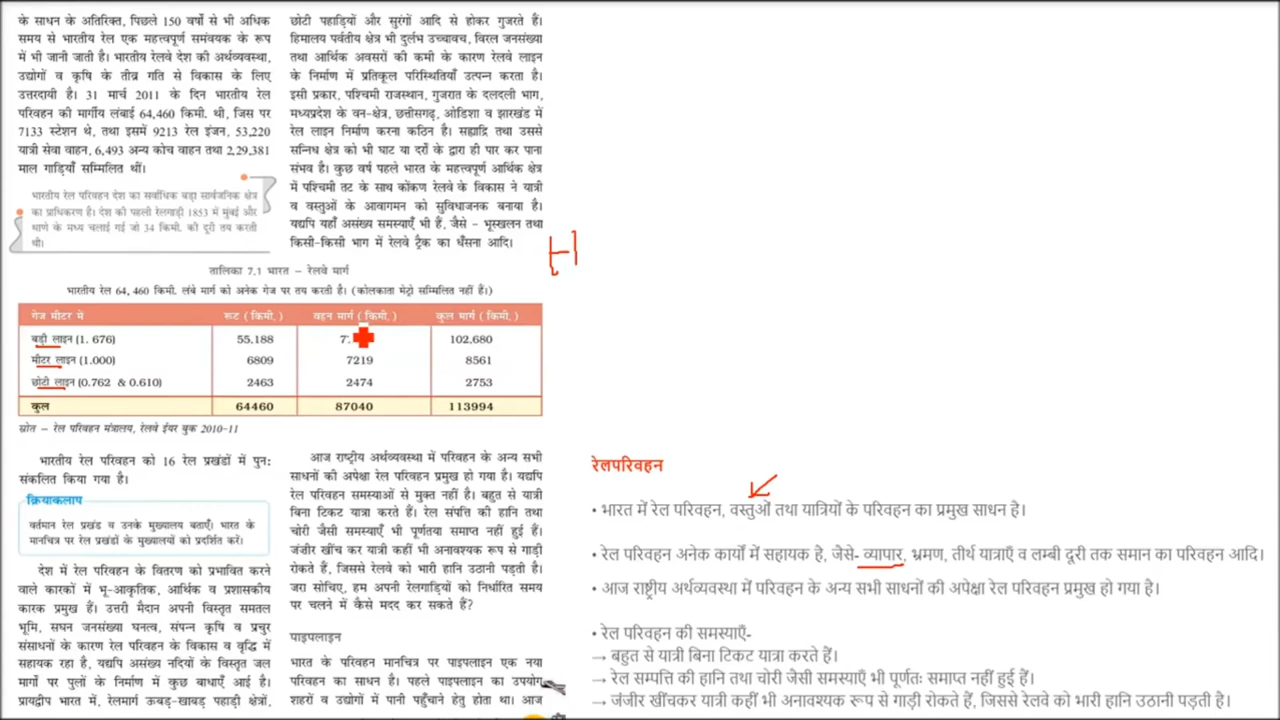 के साधन के अतिरिक्त, पिछले 150 वर्षों से भी अधिक
समय से भारतीय रेल एक महत्त्वपूर्ण समंवयक के रूप
में भी जानी जाती है। भारतीय रेलवे देश की अर्थव्यवस्था,
उद्योगों व कृषि के तीव्र गति से विकास के लिए
उत्तरदायी है। 31 मार्च 2011 के दिन भारतीय रेल
परिवहन की मार्गीय लंबाई 64,460 किमी. थी, जिस पर
7133 स्टेशन थे, तथा इसमें 9213 रेल इंजन, 53,220
यात्री सेवा वाहन, 6,493 अन्य कोच वाहन तथा 2,29,381
माल गाड़ियाँ सम्मिलित थीं।
भारतीय रेल परिवहन देश का सर्वाधिक बड़ा सार्वजनिक क्षेत्र
का प्राधिकरण है। देश की पहली रेलगाड़ी 1853 में मुंबई और
थाणे के मध्य चलाई गई जो 34 किमी. की दूरी तय करती
थी।
छोटी पहाड़ियों और सुरंगों आदि से होकर गुजरते हैं।
हिमालय पर्वतीय क्षेत्र भी दुर्लभ उच्चावच, विरल जनसंख्या
तथा आर्थिक अवसरों की कमी के कारण रेलवे लाइन
के निर्माण में प्रतिकूल परिस्थितियाँ उत्पन्न करता है।
इसी प्रकार, पश्चिमी राजस्थान, गुजरात के दलदली भाग,
मध्यप्रदेश के वन-क्षेत्र, छत्तीसगढ़, ओडिशा व झारखंड में
रेल लाइन निर्माण करना कठिन है। सह्याद्रि तथा उससे
सन्निध क्षेत्र को भी घाट या दर्रों के द्वारा ही पार कर पाना
संभव है। कुछ वर्ष पहले भारत के महत्त्वपूर्ण आर्थिक क्षेत्र
में पश्चिमी तट के साथ कोंकण रेलवे के विकास ने यात्री
व वस्तुओं के आवागमन को सुविधाजनक बनाया है।
यद्यपि यहाँ असंख्य समस्याएँ भी हैं, जैसे – भूस्खलन तथा
किसी-किसी भाग में रेलवे ट्रैक का धँसना आदि।
तालिका 7.1 भारत – रेलवे मार्ग
भारतीय रेल 64, 460 किमी. लंबे मार्ग को अनेक गेज पर तय करती है। (कोलकाता मेट्रो सम्मिलित नहीं है।)
गेज मीटर में रूट ( किमी. ) वहन मार्ग ( किमी. ) कुल मार्ग ( किमी. )
बड़ी लाइन (1. 676) 55,188 102,680
मीटर लाइन (1.000) 6809 7219 8561
छोटी लाइन (0.762 & 0.610) 2463 2474 2753
कुल 64460 87040 113994
स्रोत – रेल परिवहन मंत्रालय, रेलवे ईयर बुक 2010-11
भारतीय रेल परिवहन को 16 रेल प्रखंडों में पुन:
संकलित किया गया है।
क्रियाकलाप
वर्तमान रेल प्रखंड व उनके मुख्यालय बताएँ। भारत के
मानचित्र पर रेल प्रखंडों के मुख्यालयों को प्रदर्शित करें।
देश में रेल परिवहन के वितरण को प्रभावित करने
वाले कारकों में भू-आकृतिक, आर्थिक व प्रशासकीय
कारक प्रमुख हैं। उत्तरी मैदान अपनी विस्तृत समतल
भूमि, सघन जनसंख्या घनत्व, संपन्न कृषि व प्रचुर
संसाधनों के कारण रेल परिवहन के विकास व वृद्धि में
सहायक रहा है, यद्यपि असंख्य नदियों के विस्तृत जल
मार्गों पर पुलों के निर्माण में कुछ बाधाएँ आई है।
प्रायद्वीप भारत में, रेलमार्ग ऊबड़-खाबड़ पहाड़ी क्षेत्रों,
आज राष्ट्रीय अर्थव्यवस्था में परिवहन के अन्य सभी
साधनों की अपेक्षा रेल परिवहन प्रमुख हो गया है। यद्यपि
रेल परिवहन समस्याओं से मुक्त नहीं है। बहुत से यात्री
बिना टिकट यात्रा करते हैं। रेल संपत्ति की हानि तथा
चोरी जैसी समस्याएँ भी पूर्णतया समाप्त नहीं हुई हैं।
जंजीर खींच कर यात्री कहीं भी अनावश्यक रूप से गाड़ी
रोकते हैं, जिससे रेलवे को भारी हानि उठानी पड़ती है।
जरा सोचिए, हम अपनी रेलगाड़ियों को निर्धारित समय
पर चलने में कैसे मदद कर सकते हैं?
पाइपलाइन
भारत के परिवहन मानचित्र पर पाइपलाइन एक नया
परिवहन का साधन है। पहले पाइपलाइन का उपयोग
शहरों व उद्योगों में पानी पहुँचाने हेतु होता था। आज
रेलपरिवहन
• भारत में रेल परिवहन, वस्तुओं तथा यात्रियों के परिवहन का प्रमुख साधन है।
• रेल परिवहन अनेक कार्यों में सहायक है, जैसे- व्यापार, भ्रमण, तीर्थ यात्राएँ व लम्बी दूरी तक समान का परिवहन आदि।
• आज राष्ट्रीय अर्थव्यवस्था में परिवहन के अन्य सभी साधनों की अपेक्षा रेल परिवहन प्रमुख हो गया है।
• रेल परिवहन की समस्याएँ-
→ बहुत से यात्री बिना टिकट यात्रा करते हैं।
→ रेल सम्पत्ति की हानि तथा चोरी जैसी समस्याएँ भी पूर्णतः समाप्त नहीं हुई हैं।
→ जंजीर खींचकर यात्री कहीं भी अनावश्यक रूप से गाड़ी रोकते हैं, जिससे रेलवे को भारी हानि उठानी पड़ती है।